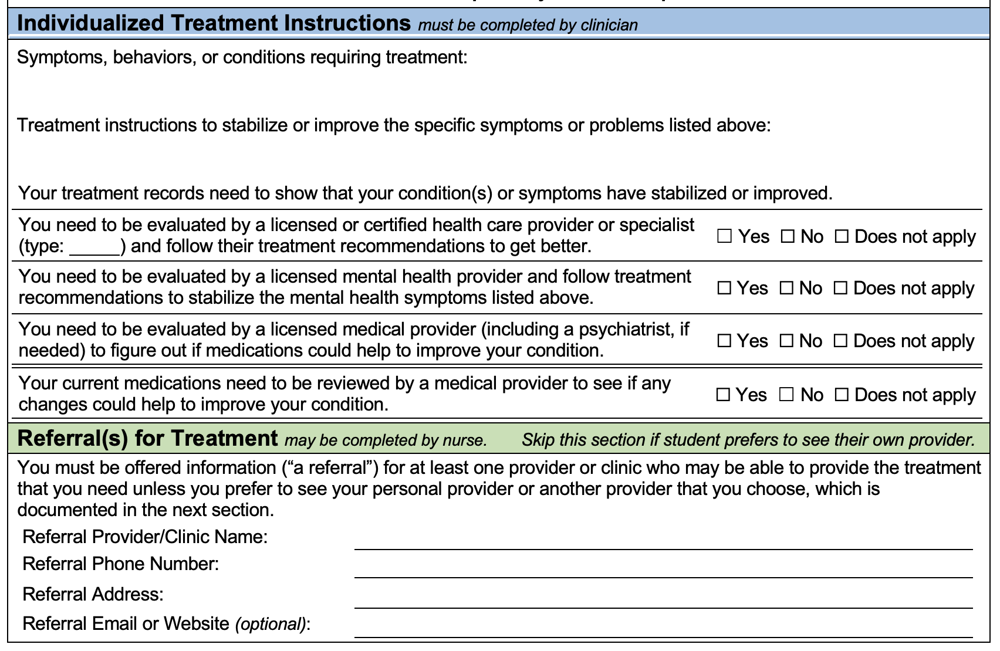 Individualized Treatment Instructions must be completed by clinician
Symptoms, behaviors, or conditions requiring treatment:
Treatment instructions to stabilize or improve the specific symptoms or problems listed above:
Your treatment records need to show that your condition(s) or symptoms have stabilized or improved.
You need to be evaluated by a licensed or certified health care provider or specialist
(type: _____) and follow their treatment recommendations to get better.
☐ Yes ☐ No ☐ Does not apply
You need to be evaluated by a licensed mental health provider and follow treatment
recommendations to stabilize the mental health symptoms listed above.
☐ Yes ☐ No ☐ Does not apply
You need to be evaluated by a licensed medical provider (including a psychiatrist, if
needed) to figure out if medications could help to improve your condition.
☐ Yes ☐ No ☐ Does not apply
Your current medications need to be reviewed by a medical provider to see if any
changes could help to improve your condition.
☐ Yes ☐ No ☐ Does not apply
Referral(s) for Treatment may be completed by nurse. Skip this section if student prefers to see their own provider.
You must be offered information (“a referral”) for at least one provider or clinic who may be able to provide the treatment
that you need unless you prefer to see your personal provider or another provider that you choose, which is
documented in the next section.
Referral Provider/Clinic Name:
Referral Phone Number:
Referral Address:
Referral Email or Website (optional):